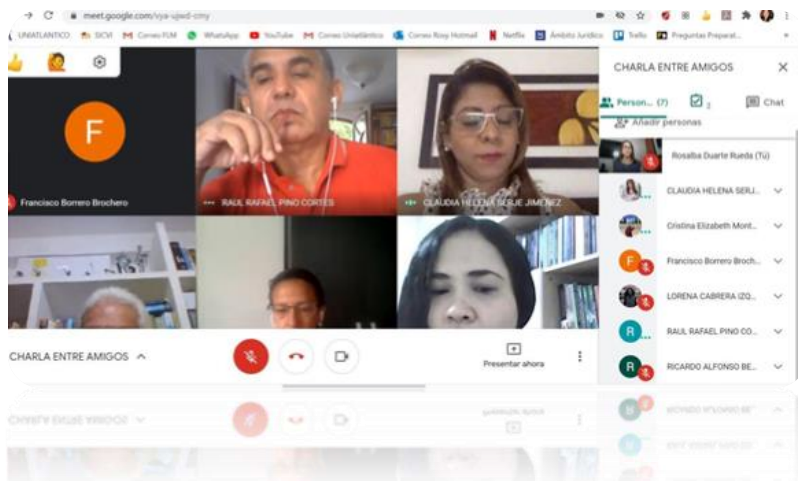 meet.google.com/vya-ujwd-cmy
UNIATLANTICO SICVI Correo FUM WhatsApp YouTube Correo Uniatlántico Correo Rosy Hotmail Netflix Ámbito Jurídico Trello Preguntas Preparat...
CHARLA ENTRE AMIGOS
Person... (7) Chat
Añadir personas
F
Francisco Borrero Brochero
RAUL RAFAEL PINO CORTES
CLAUDIA HELENA SERJE JIMENEZ
Rosalba Duarte Rueda (Tú)
CLAUDIA HELENA SERJ...
Cristina Elizabeth Mont...
F Francisco Borrero Broch...
LORENA CABRERA IZQ...
R RAUL RAFAEL PINO CO...
R RICARDO ALFONSO BE...
CHARLA ENTRE AMIGOS
Presentar ahora